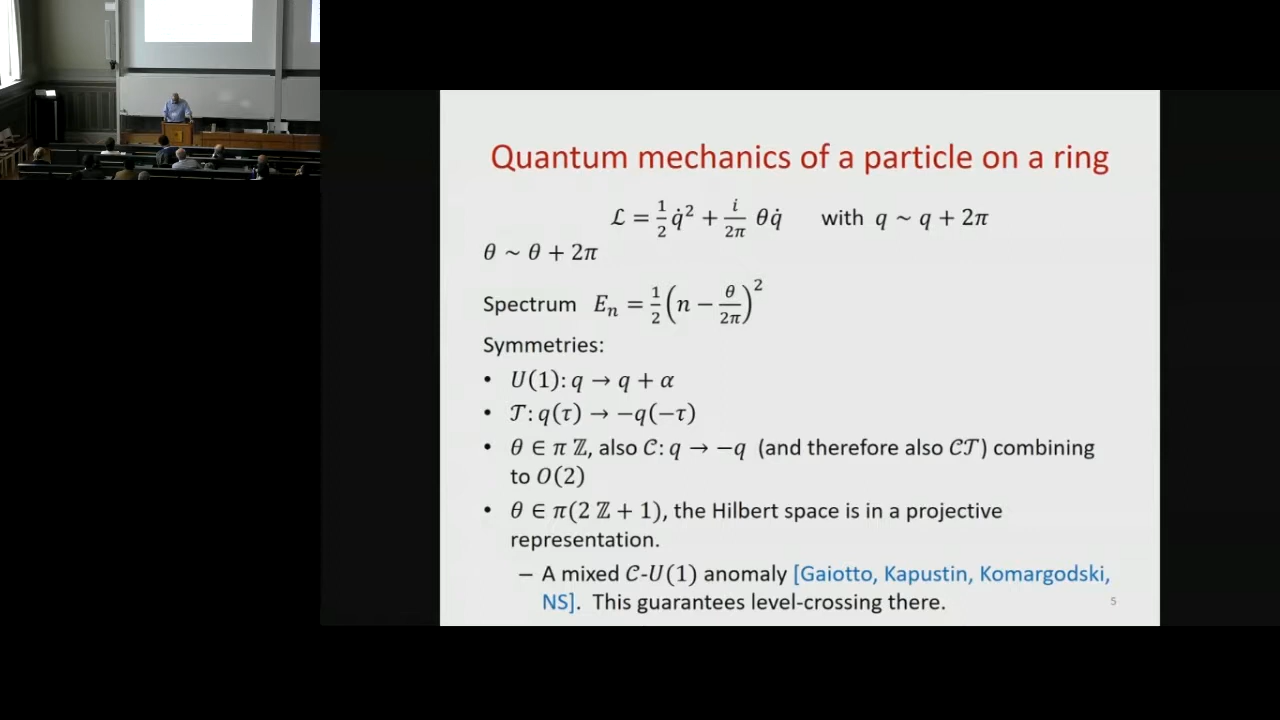 Quantum mechanics of a particle on a ring
ℒ = 1/2 q̇² + i/2π θq̇ with q ~ q + 2π
θ ~ θ + 2π
Spectrum Eₙ = 1/2 (n − θ/2π)²
Symmetries:
• U(1): q → q + α
• 𝒯: q(τ) → −q(−τ)
• θ ∈ π ℤ, also 𝒞: q → −q (and therefore also 𝒞𝒯) combining
to O(2)
• θ ∈ π(2 ℤ + 1), the Hilbert space is in a projective
representation.
– A mixed 𝒞-U(1) anomaly [Gaiotto, Kapustin, Komargodski,
NS]. This guarantees level-crossing there.
5